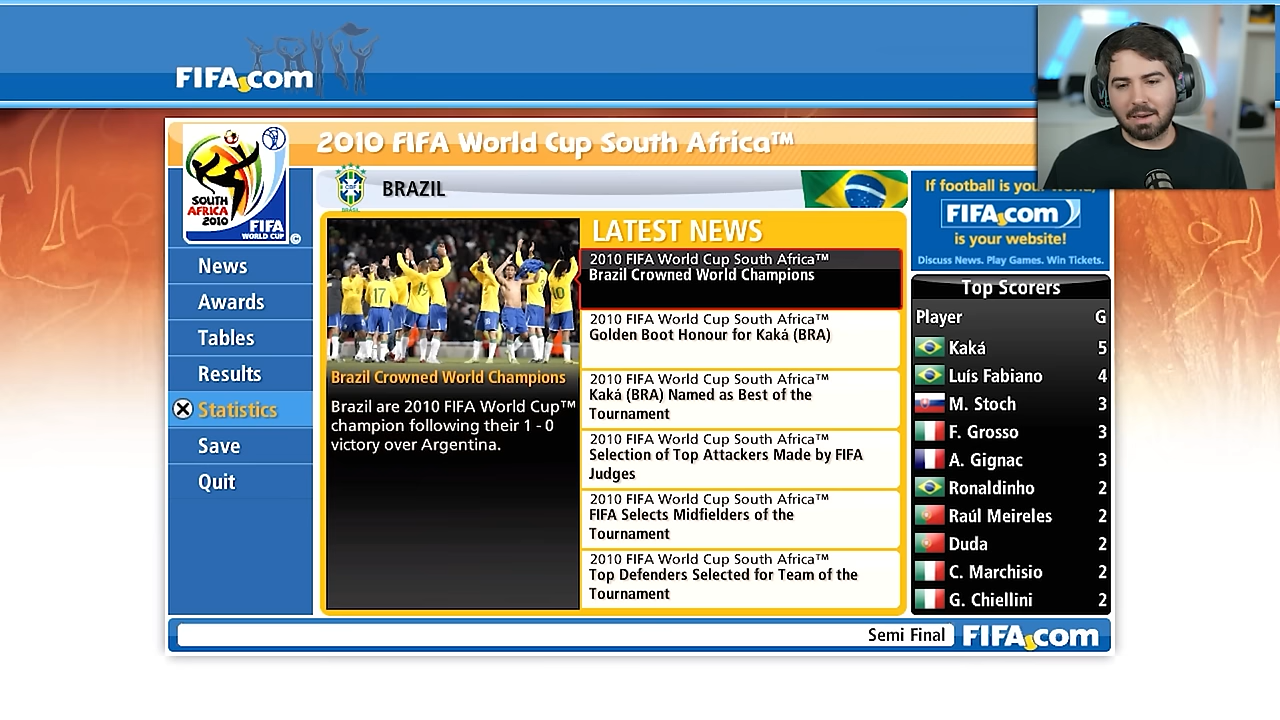 FIFA.com
2010 FIFA World Cup South Africa™
SOUTH
AFRICA
2010
FIFA
WORLD CUP
©
BRAZIL
BRASIL
News
Awards
Tables
Results
Statistics
Save
Quit
Brazil Crowned World Champions
Brazil are 2010 FIFA World Cup™
champion following their 1 - 0
victory over Argentina.
LATEST NEWS
2010 FIFA World Cup South Africa™
Brazil Crowned World Champions
2010 FIFA World Cup South Africa™
Golden Boot Honour for Kaká (BRA)
2010 FIFA World Cup South Africa™
Kaká (BRA) Named as Best of the
Tournament
2010 FIFA World Cup South Africa™
Selection of Top Attackers Made by FIFA
Judges
2010 FIFA World Cup South Africa™
FIFA Selects Midfielders of the
Tournament
2010 FIFA World Cup South Africa™
Top Defenders Selected for Team of the
Tournament
If football is your
FIFA.com
is your website!
Discuss News. Play Games. Win Tickets.
Top Scorers
Player G
Kaká 5
Luís Fabiano 4
M. Stoch 3
F. Grosso 3
A. Gignac 3
Ronaldinho 2
Raúl Meireles 2
Duda 2
C. Marchisio 2
G. Chiellini 2
Semi Final FIFA.com